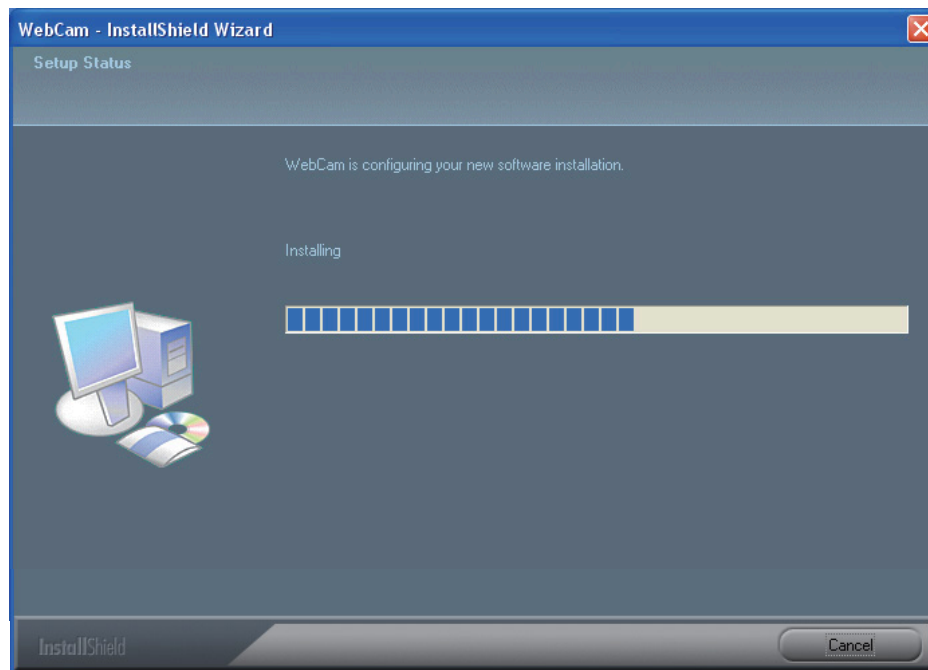 WebCam - InstallShield Wizard
Setup Status
WebCam is configuring your new software installation.
Installing
InstallShield
Cancel